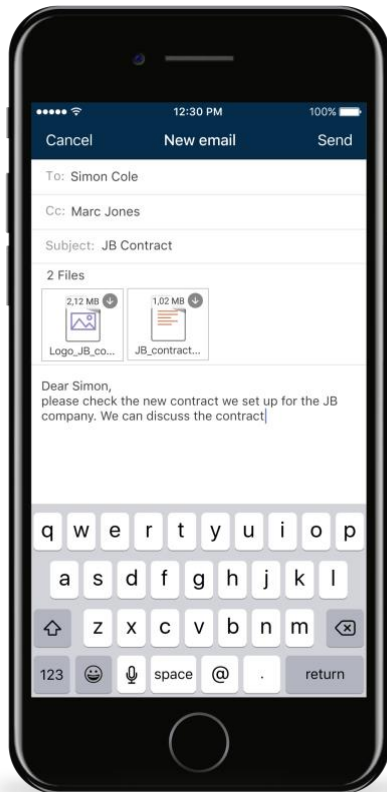 12:30 PM 100%
Cancel New email Send
To: Simon Cole
Cc: Marc Jones
Subject: JB Contract
2 Files
2,12 MB 1,02 MB
Logo_JB_co... JB_contract...
Dear Simon,
please check the new contract we set up for the JB
company. We can discuss the contract
q w e r t y u i o p
a s d f g h j k l
z x c v b n m
123 space @ . return